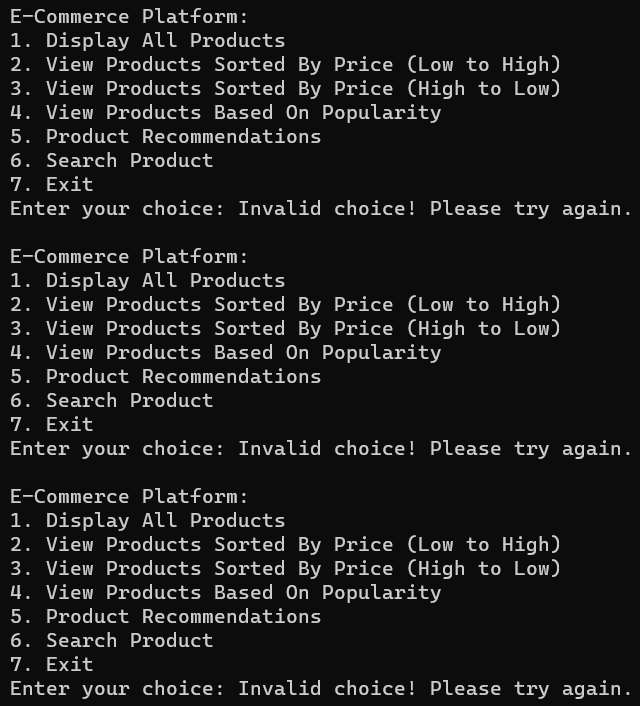 E-Commerce Platform:
1. Display All Products
2. View Products Sorted By Price (Low to High)
3. View Products Sorted By Price (High to Low)
4. View Products Based On Popularity
5. Product Recommendations
6. Search Product
7. Exit
Enter your choice: Invalid choice! Please try again.

E-Commerce Platform:
1. Display All Products
2. View Products Sorted By Price (Low to High)
3. View Products Sorted By Price (High to Low)
4. View Products Based On Popularity
5. Product Recommendations
6. Search Product
7. Exit
Enter your choice: Invalid choice! Please try again.

E-Commerce Platform:
1. Display All Products
2. View Products Sorted By Price (Low to High)
3. View Products Sorted By Price (High to Low)
4. View Products Based On Popularity
5. Product Recommendations
6. Search Product
7. Exit
Enter your choice: Invalid choice! Please try again.